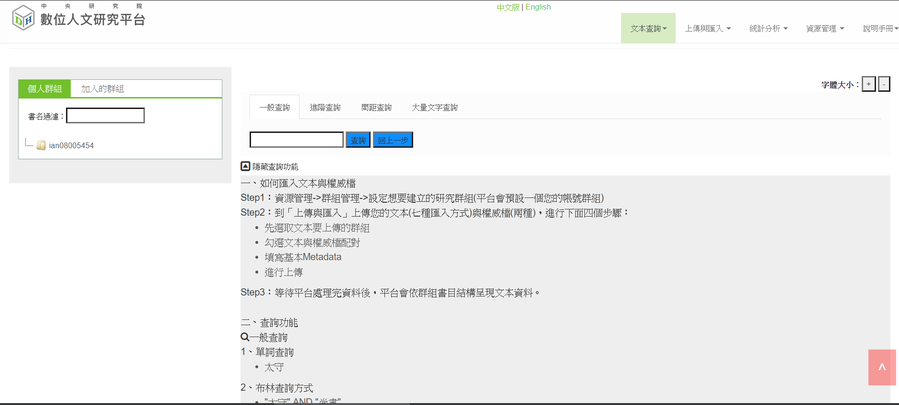 中央研究院
數位人文研究平台
中文版 | English
文本查詢
上傳與匯入
統計分析
資源管理
說明手冊
個人群組
加入的群組
書名過濾：
ian08005454
字體大小：
+
-
一般查詢
進階查詢
間距查詢
大量文字查詢
查詢
回上一步
隱藏查詢功能
一、如何匯入文本與權威檔
Step1：資源管理->群組管理->設定想要建立的研究群組(平台會預設一個您的帳號群組)
Step2：到「上傳與匯入」上傳您的文本(七種匯入方式)與權威檔(兩種)，進行下面四個步驟：
• 先選取文本要上傳的群組
• 勾選文本與權威檔配對
• 填寫基本Metadata
• 進行上傳
Step3：等待平台處理完資料後，平台會依群組書目結構呈現文本資料。
二、查詢功能
一般查詢
1、單詞查詢
• 太守
2、布林查詢方式
• "太守" AND "尚書"